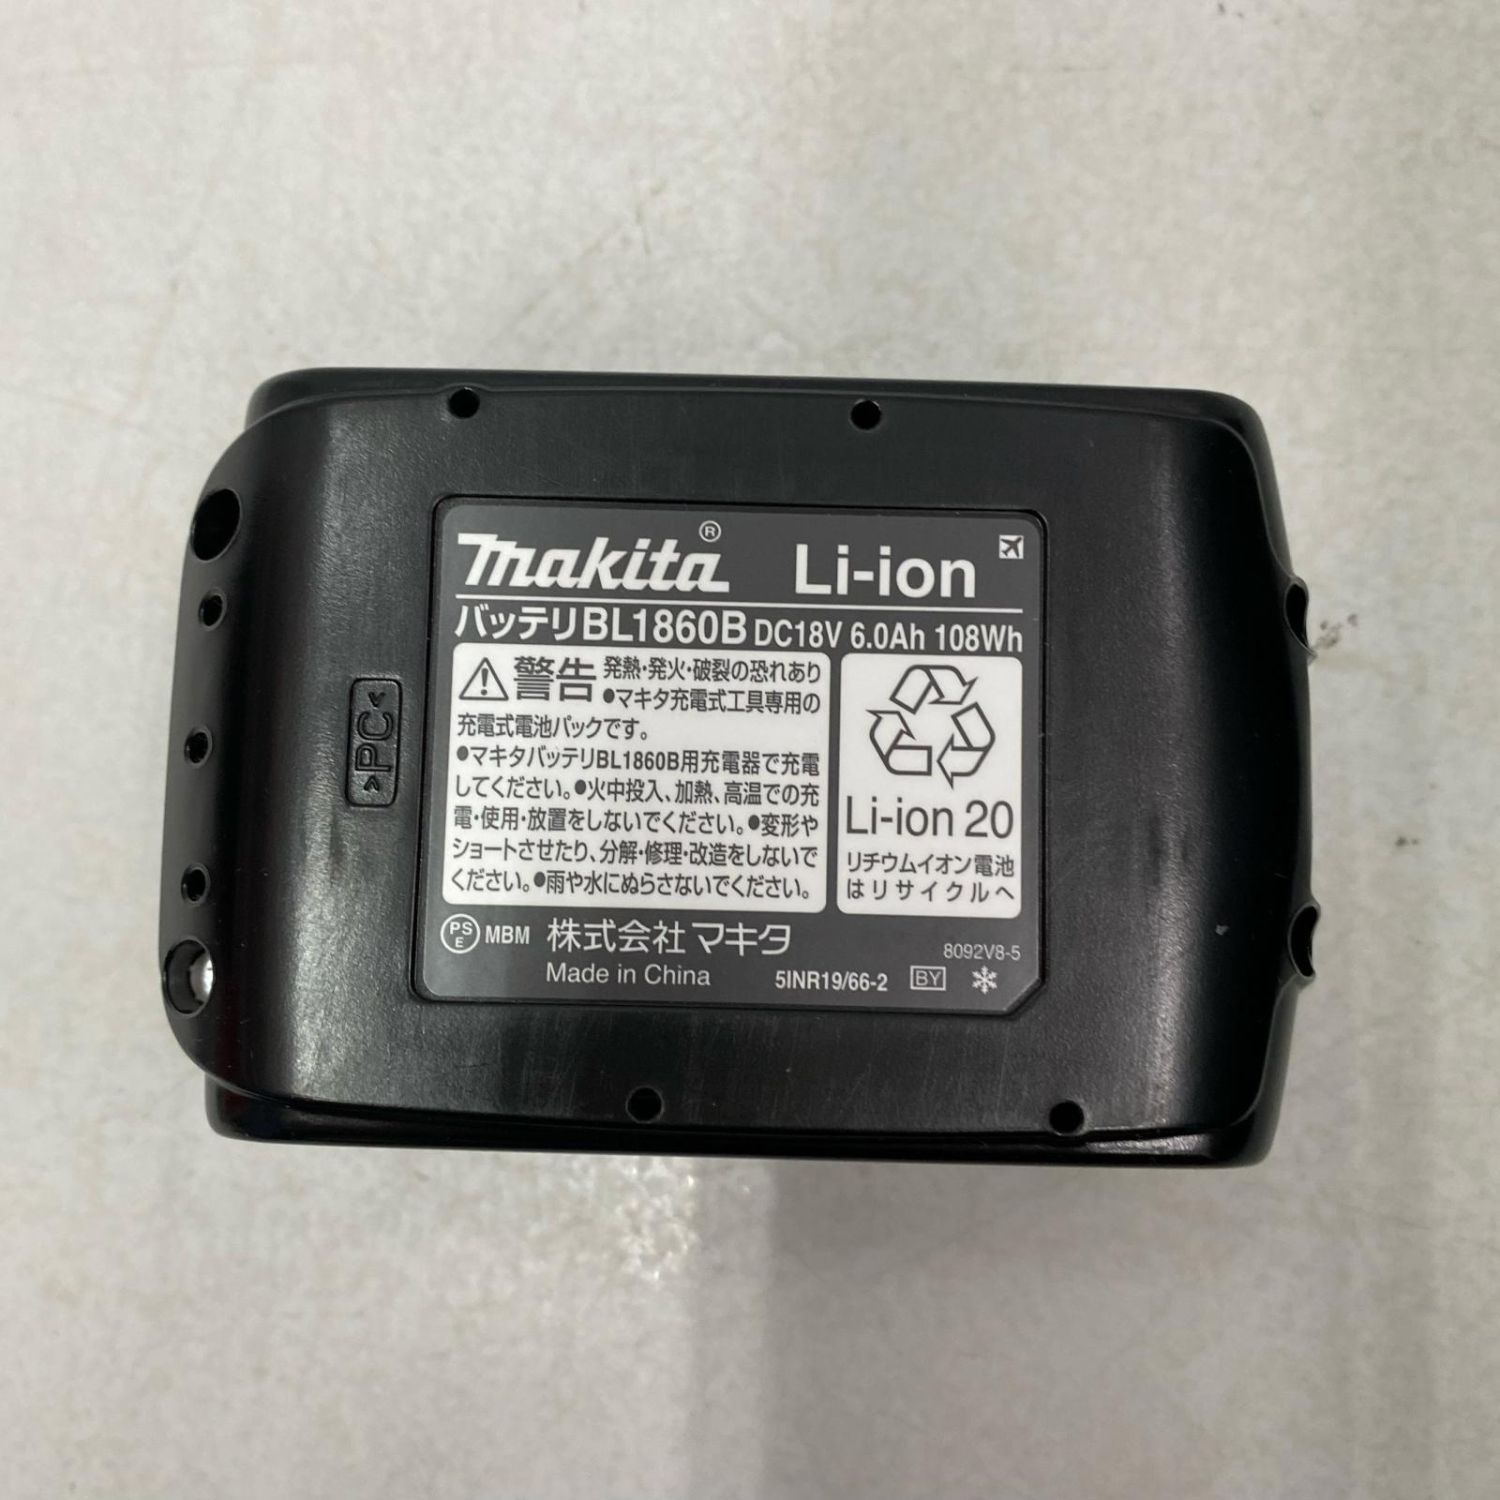 makita® Li-ion
バッテリBL1860B DC18V 6.0Ah 108Wh
警告 発熱・発火・破裂の恐れあり
●マキタ充電式工具専用の
充電式電池パックです。
●マキタバッテリBL1860B用充電器で充電
してください。●火中投入、加熱、高温での充
電・使用・放置をしないでください。●変形や
ショートさせたり、分解・修理・改造をしないで
ください。●雨や水にぬらさないでください。
Li-ion 20
リチウムイオン電池
はリサイクルへ
PS
E MBM 株式会社マキタ
Made in China
8092V8-5
5INR19/66-2 BY
>PC<